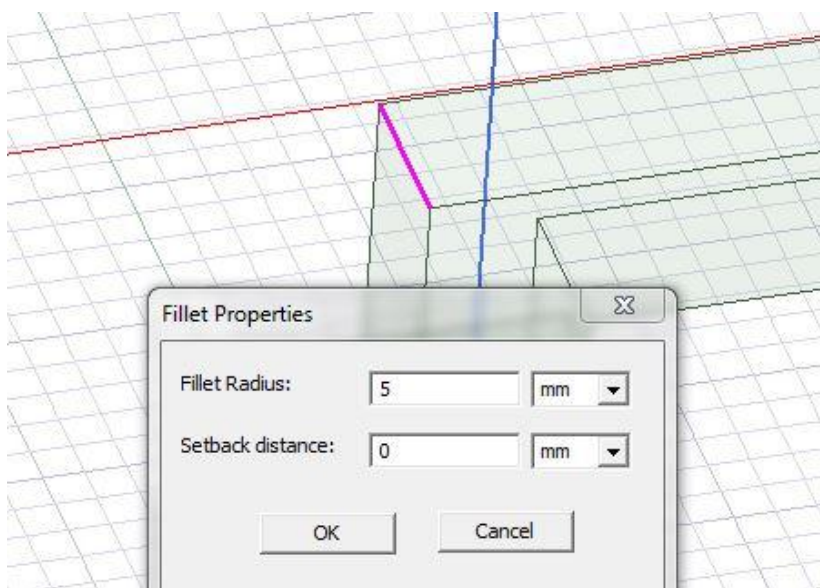 Fillet Properties
Fillet Radius: 5 mm
Setback distance: 0 mm
OK Cancel